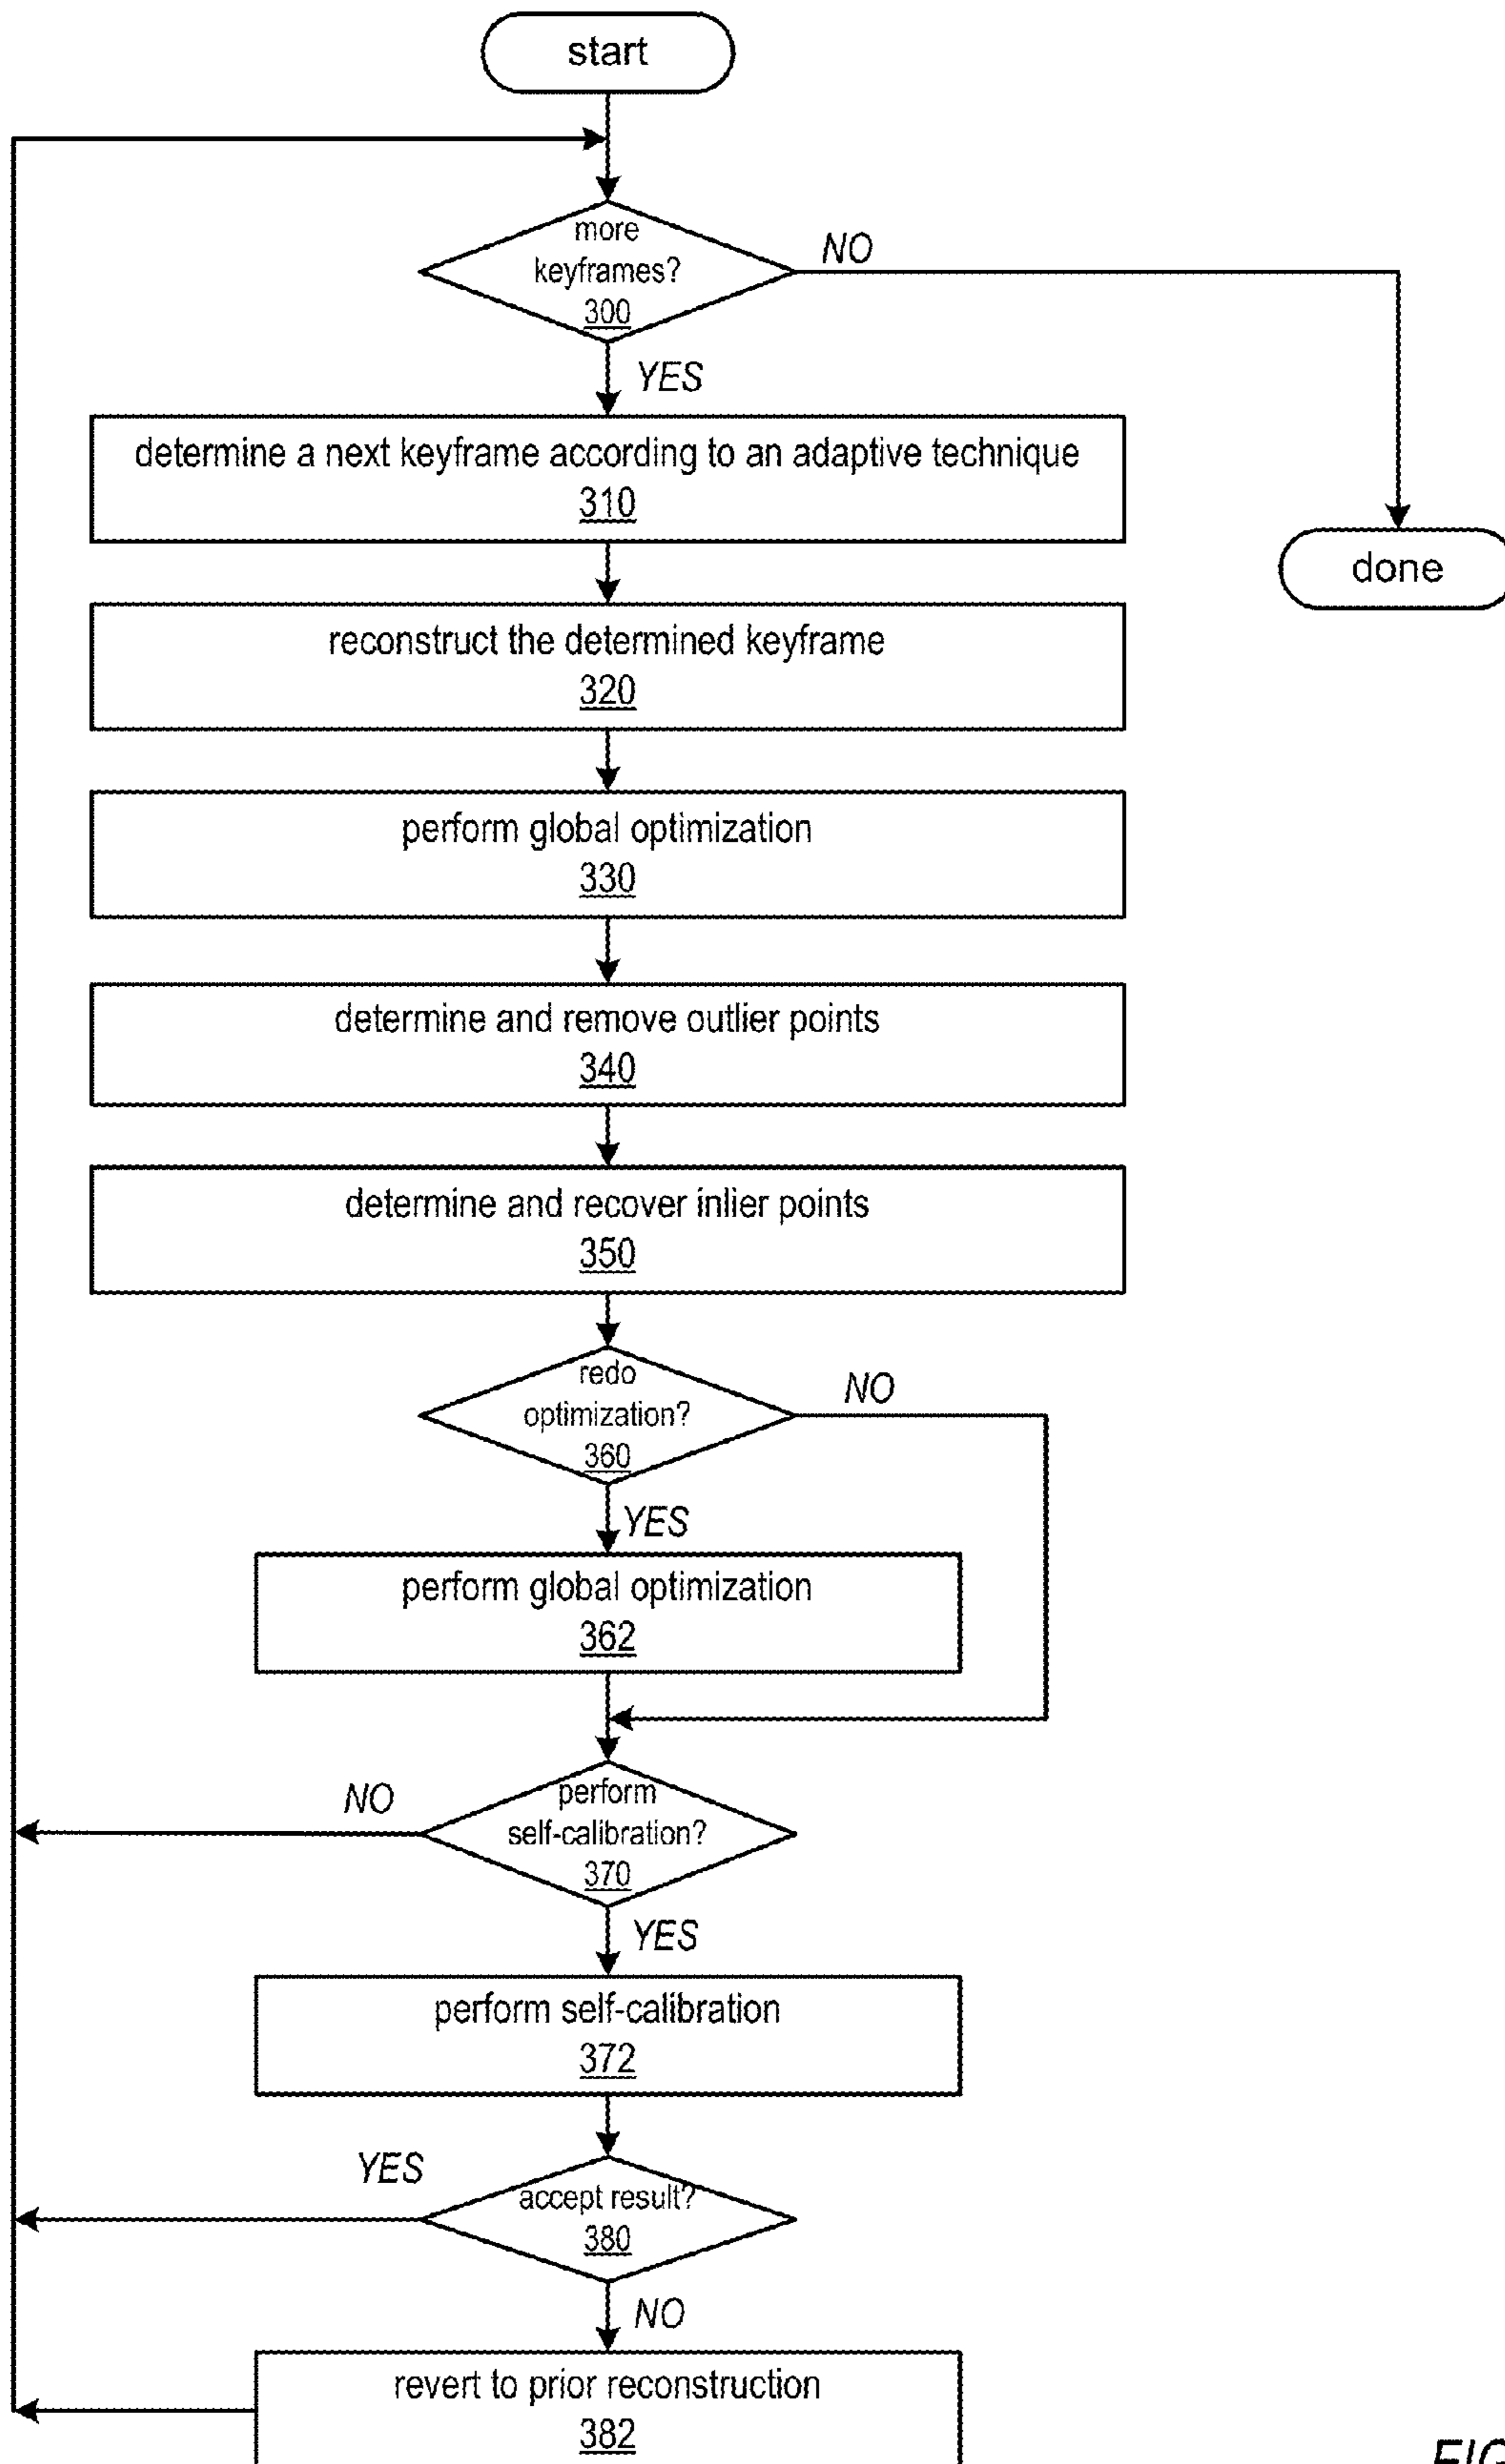 start
more
keyframes?
300
NO
YES
determine a next keyframe according to an adaptive technique
310
done
reconstruct the determined keyframe
320
perform global optimization
330
determine and remove outlier points
340
determine and recover inlier points
350
redo
optimization?
360
NO
YES
perform global optimization
362
NO
perform
self-calibration?
370
YES
perform self-calibration
372
YES
accept result?
380
NO
revert to prior reconstruction
382
FIG